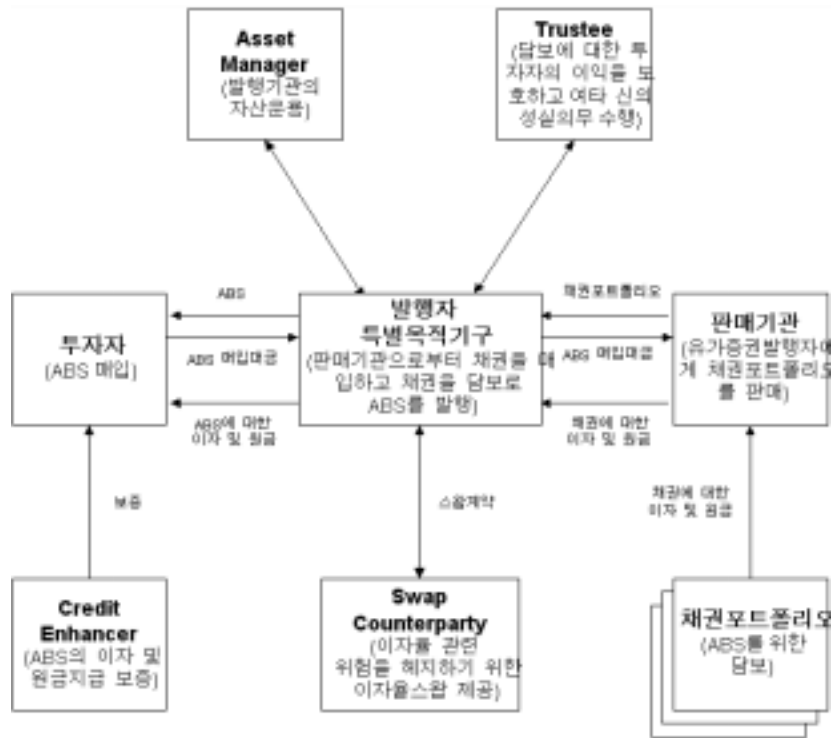 Asset
Manager
(발행기관의
자산운용)
Trustee
(담보에 대한 투
자자의 이익을 보
호하고 여타 신의
성실의무 수행)
투자자
(ABS 매입)
ABS
ABS 매입대금
ABS에 대한
이자 및 원금
발행자
특별목적기구
(판매기관으로부터 채권을 매
입하고 채권을 담보로
ABS를 발행)
채권포트폴리오
ABS 매입대금
채권에 대한
이자 및 원금
판매기관
(유가증권발행자에
게 채권포트폴리오
를 판매)
보증
스왑계약
채권에 대한
이자 및 원금
Credit
Enhancer
(ABS의 이자 및
원금지급 보증)
Swap
Counterparty
(이자율 관련
위험을 헤지하기 위한
이자율스왑 제공)
채권포트폴리오
(ABS를 위한
담보)